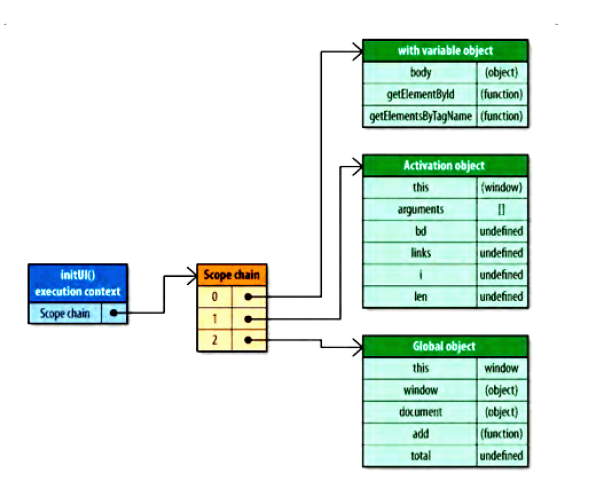 with variable object
body (object)
getElementById (function)
getElementsByTagName (function)
Activation object
this (window)
arguments []
bd undefined
links undefined
i undefined
len undefined
initUI()
execution context
Scope chain
Scope chain
0
1
2
Global object
this window
window (object)
document (object)
add (function)
total undefined